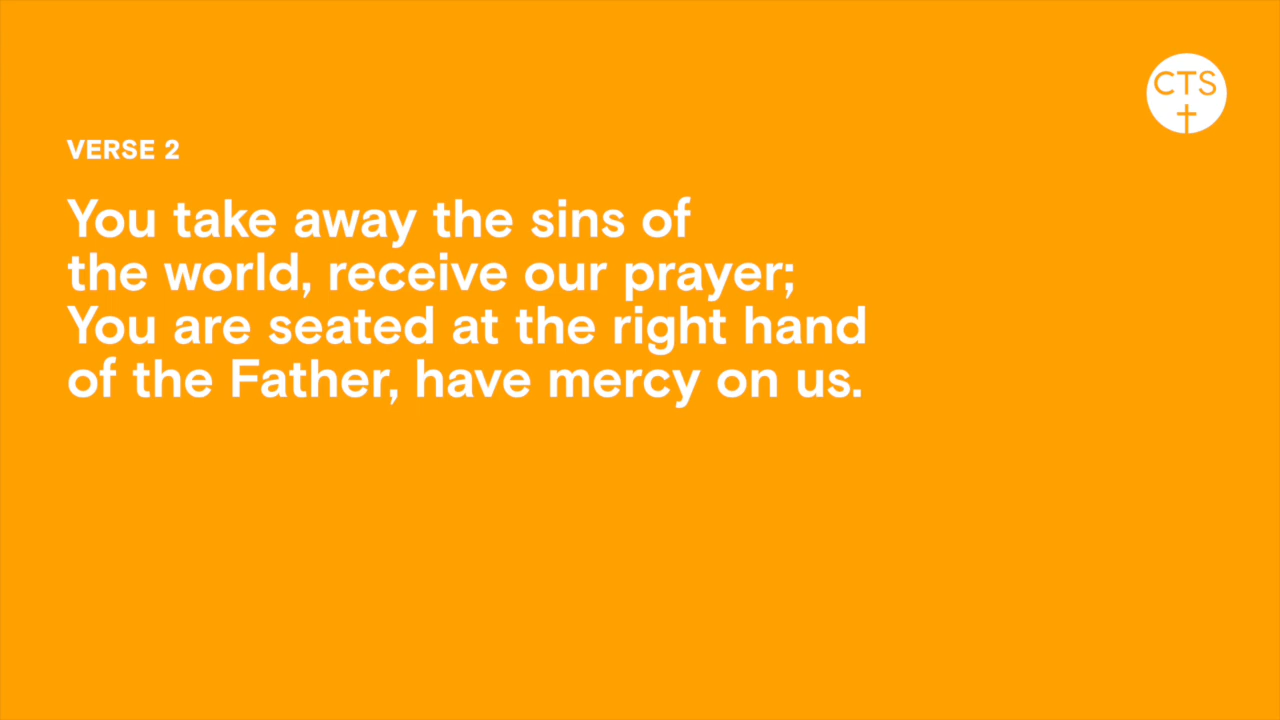 CTS
VERSE 2
You take away the sins of
the world, receive our prayer;
You are seated at the right hand
of the Father, have mercy on us.